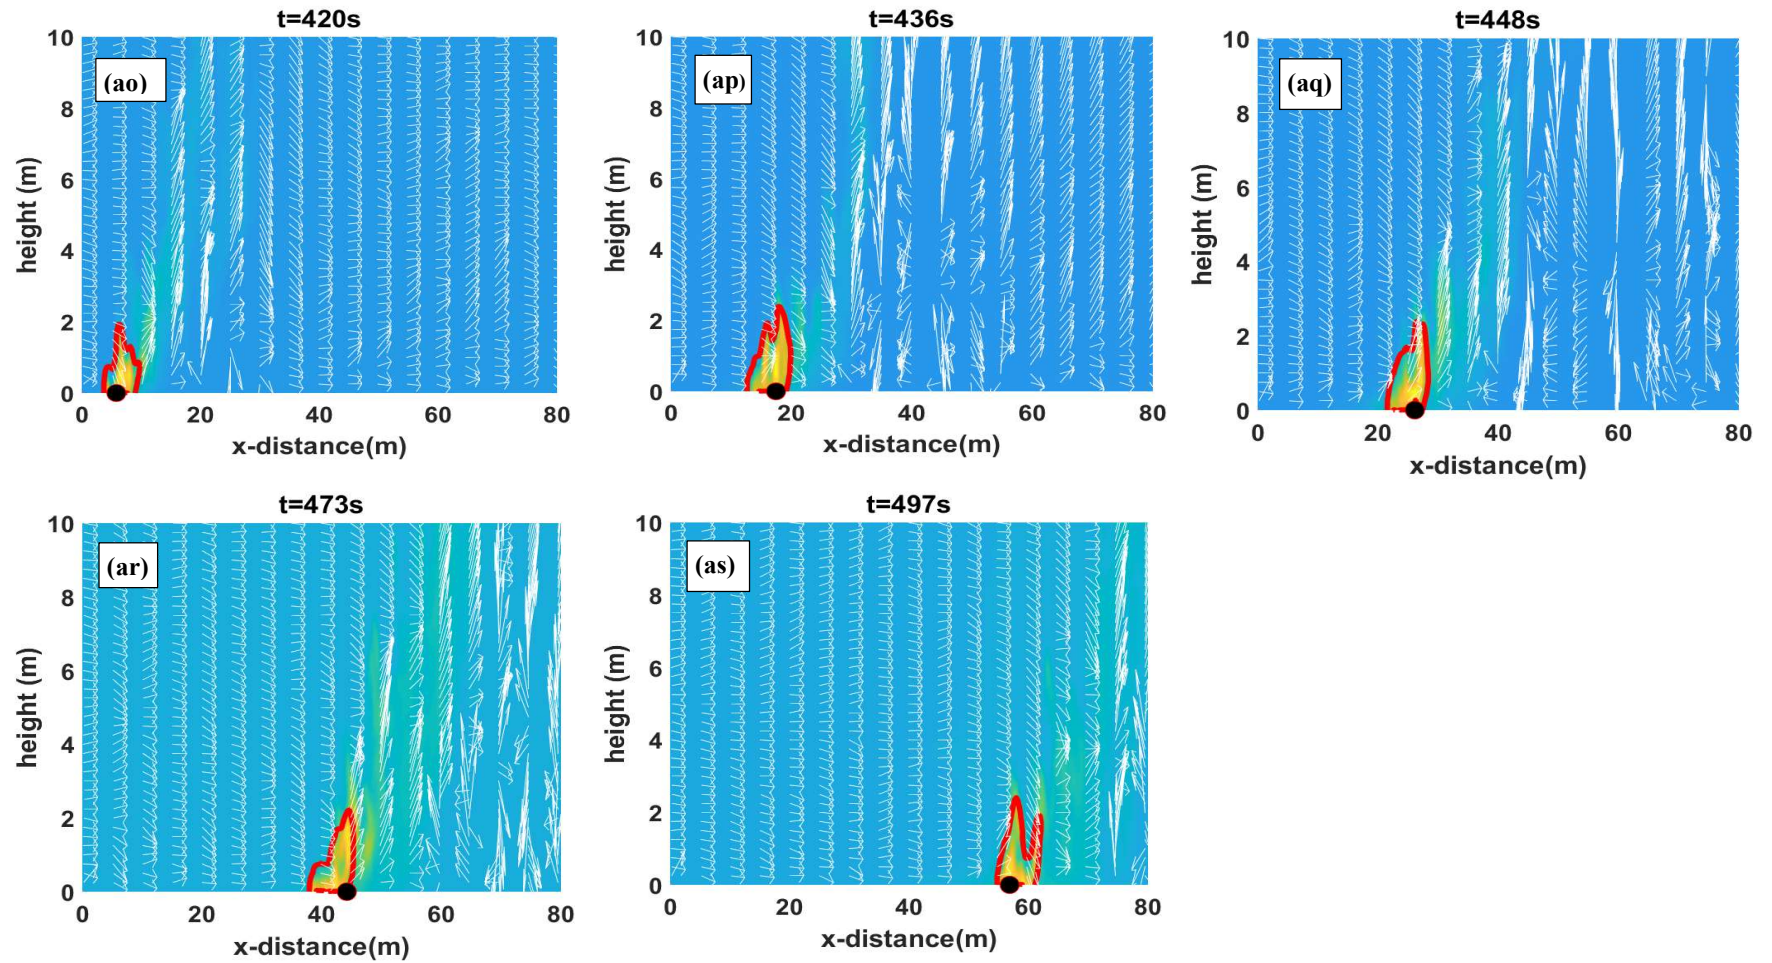 t=420s
t=436s
t=448s
(ao)
(ap)
(aq)
height (m)
10
8
6
4
2
0
0 20 40 60 80
x-distance(m)
height (m)
10
8
6
4
2
0
0 20 40 60 80
x-distance(m)
height (m)
10
8
6
4
2
0
0 20 40 60 80
x-distance(m)
t=473s
t=497s
(ar)
(as)
height (m)
10
8
6
4
2
0
0 20 40 60 80
x-distance(m)
height (m)
10
8
6
4
2
0
0 20 40 60 80
x-distance(m)